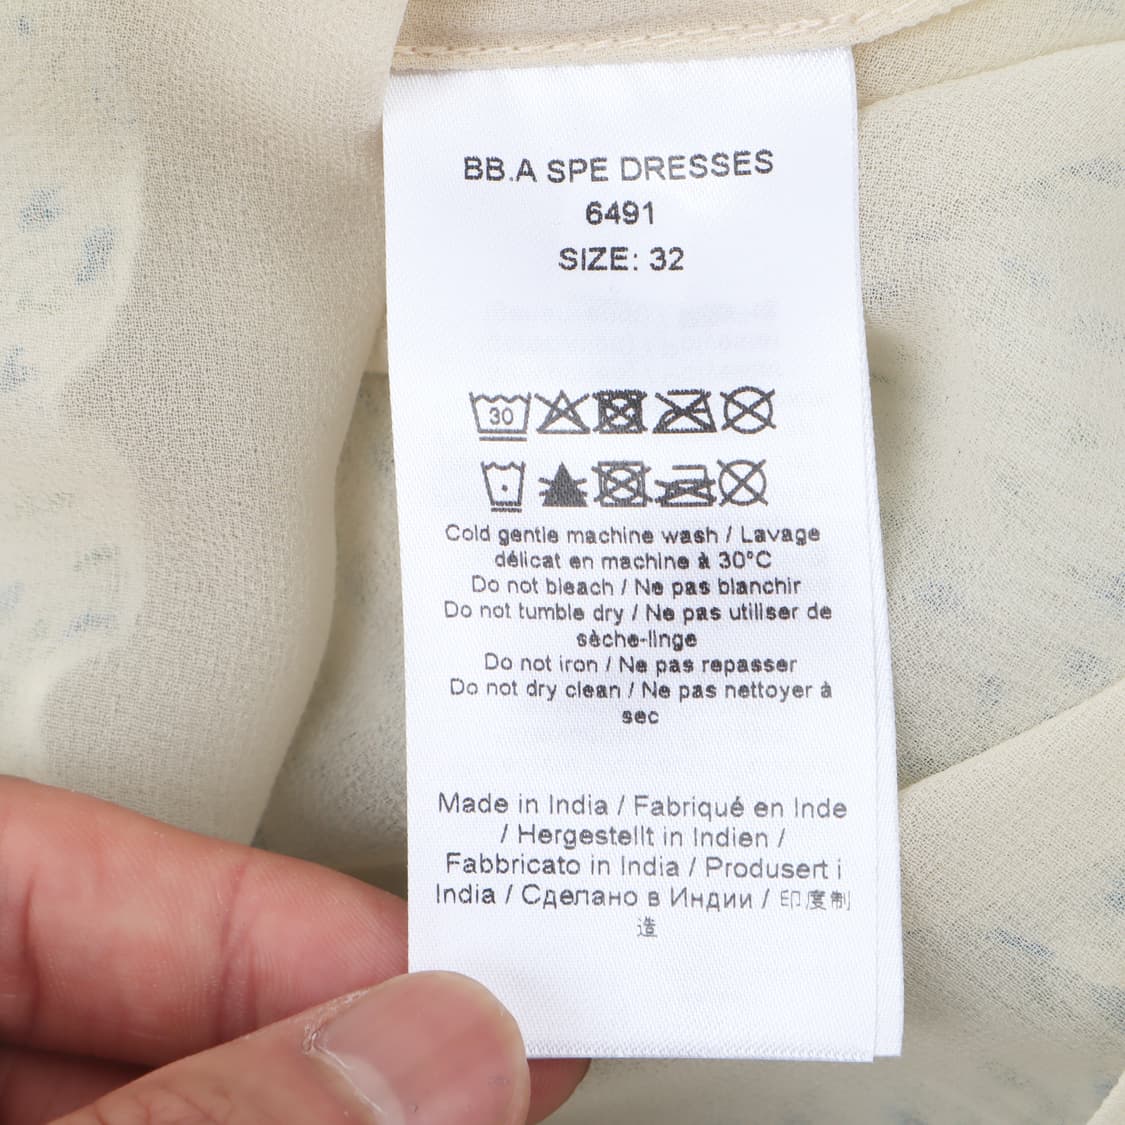 BB.A SPE DRESSES
6491
SIZE: 32
30
Cold gentle machine wash / Lavage
délicat en machine à 30°C
Do not bleach / Ne pas blanchir
Do not tumble dry / Ne pas utiliser de
sèche-linge
Do not iron / Ne pas repasser
Do not dry clean / Ne pas nettoyer à
sec
Made in India / Fabriqué en Inde
/ Hergestellt in Indien /
Fabbricato in India / Produsert i
India / Сделано в Индии / 印度制
造